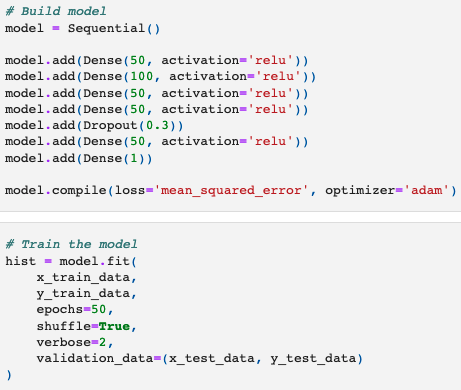 # Build model
model = Sequential()
model.add(Dense(50, activation='relu'))
model.add(Dense(100, activation='relu'))
model.add(Dense(50, activation='relu'))
model.add(Dense(50, activation='relu'))
model.add(Dropout(0.3))
model.add(Dense(50, activation='relu'))
model.add(Dense(1))
model.compile(loss='mean_squared_error', optimizer='adam')
# Train the model
hist = model.fit(
    x_train_data,
    y_train_data,
    epochs=50,
    shuffle=True,
    verbose=2,
    validation_data=(x_test_data, y_test_data)
)